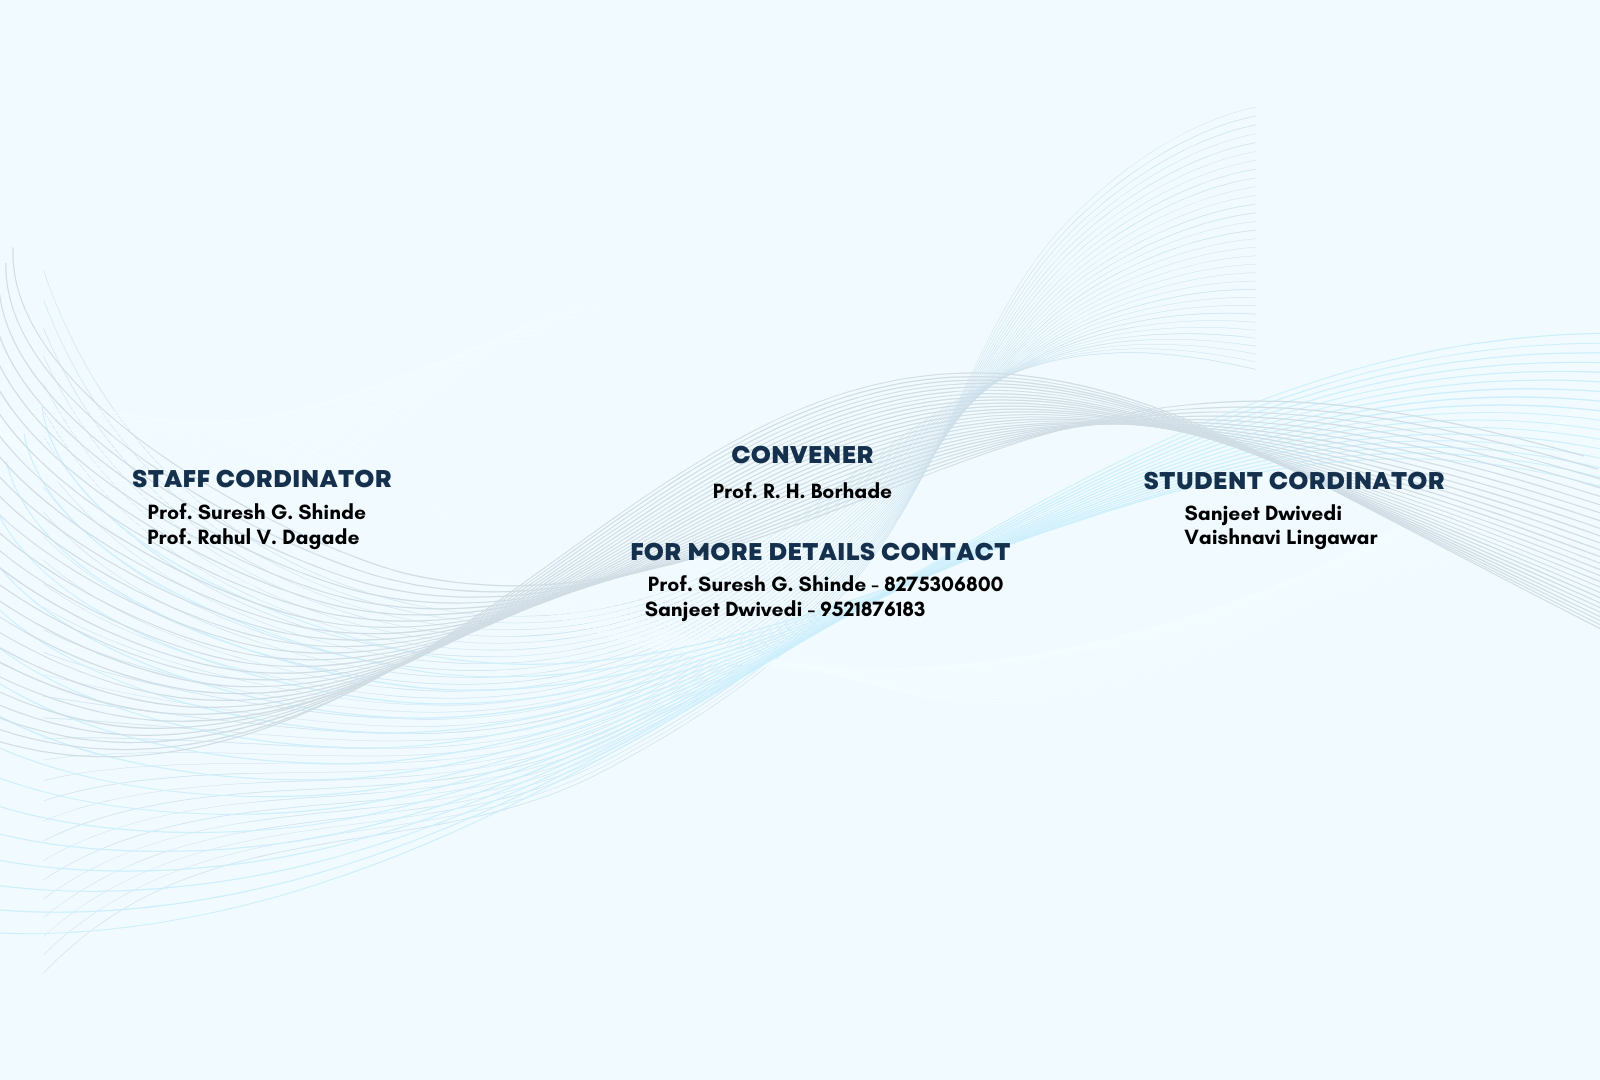 STAFF CORDINATOR
Prof. Suresh G. Shinde
Prof. Rahul V. Dagade
CONVENER
Prof. R. H. Borhade
FOR MORE DETAILS CONTACT
Prof. Suresh G. Shinde - 8275306800
Sanjeet Dwivedi - 9521876183
STUDENT CORDINATOR
Sanjeet Dwivedi
Vaishnavi Lingawar